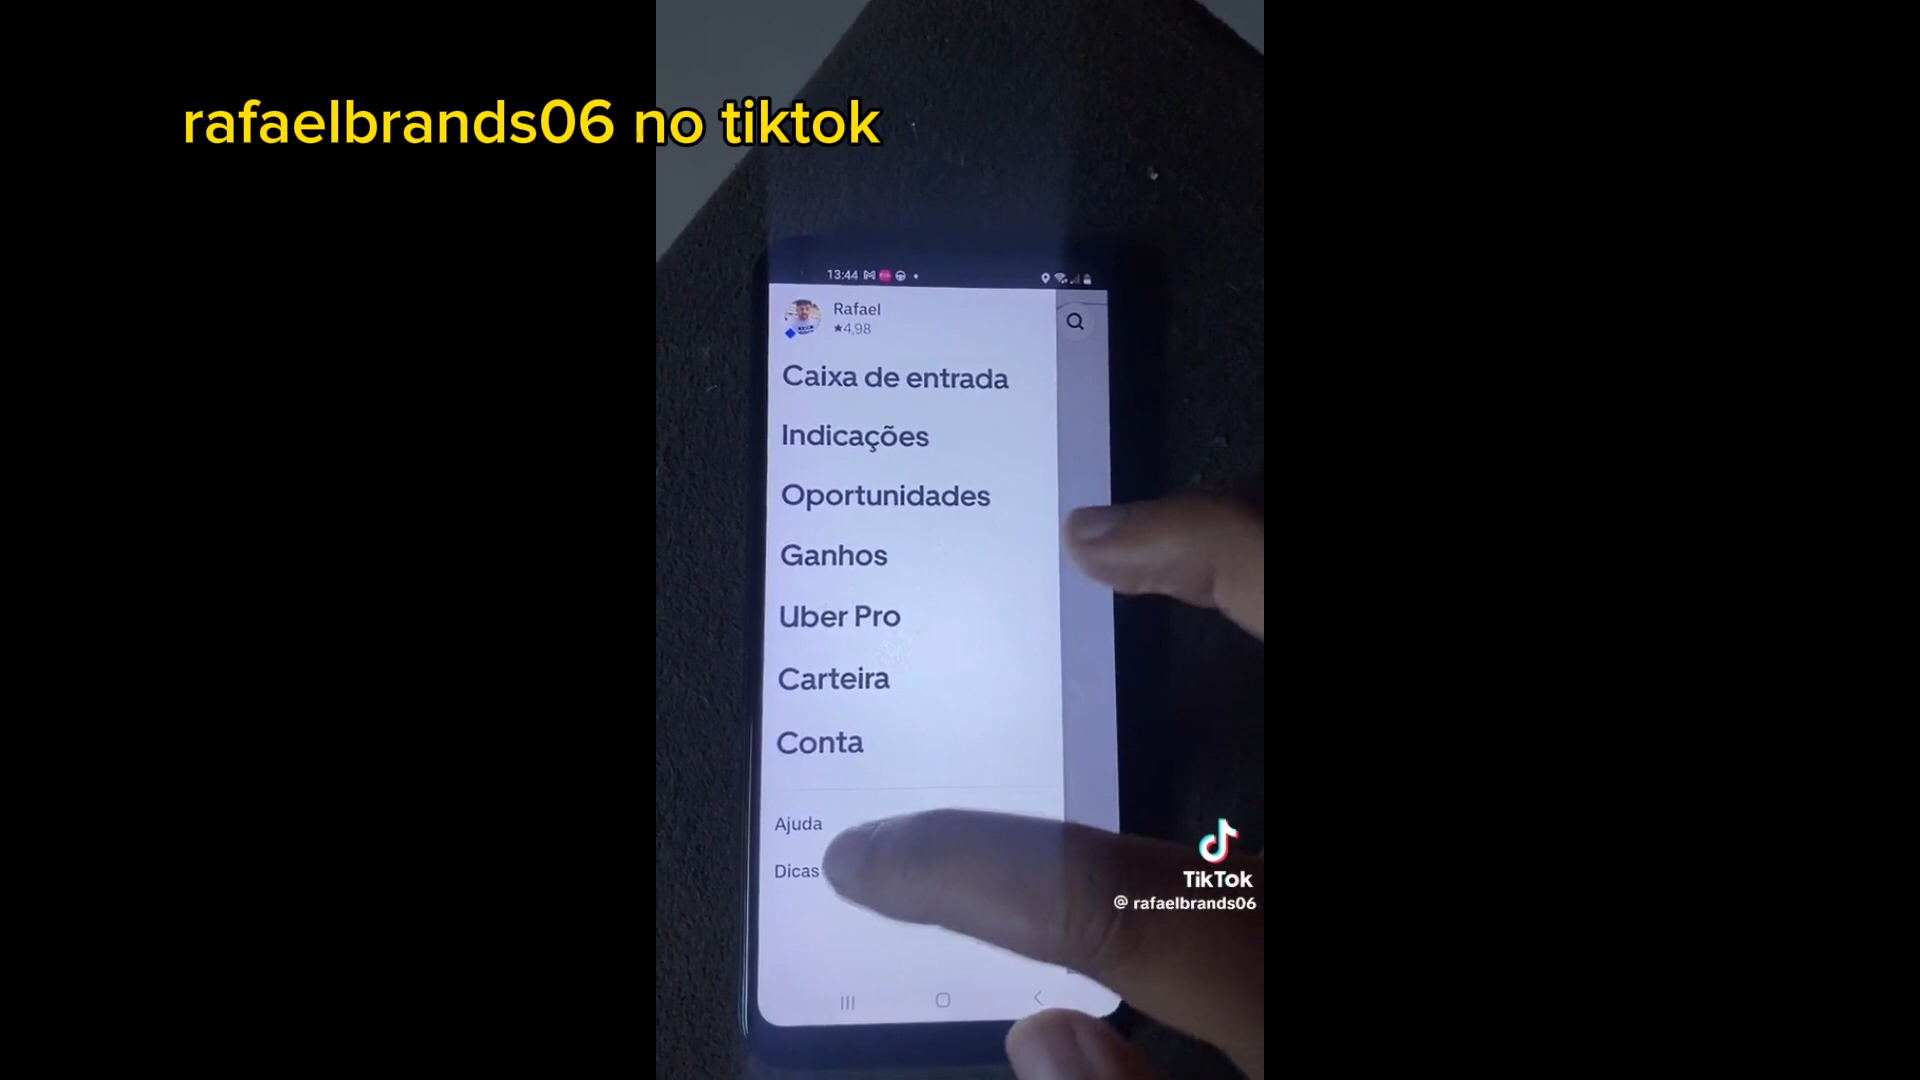 rafaelbrands06 no tiktok
13:44
Rafael
★4,98
Caixa de entrada
Indicações
Oportunidades
Ganhos
Uber Pro
Carteira
Conta
Ajuda
Dicas
TikTok
@ rafaelbrands06